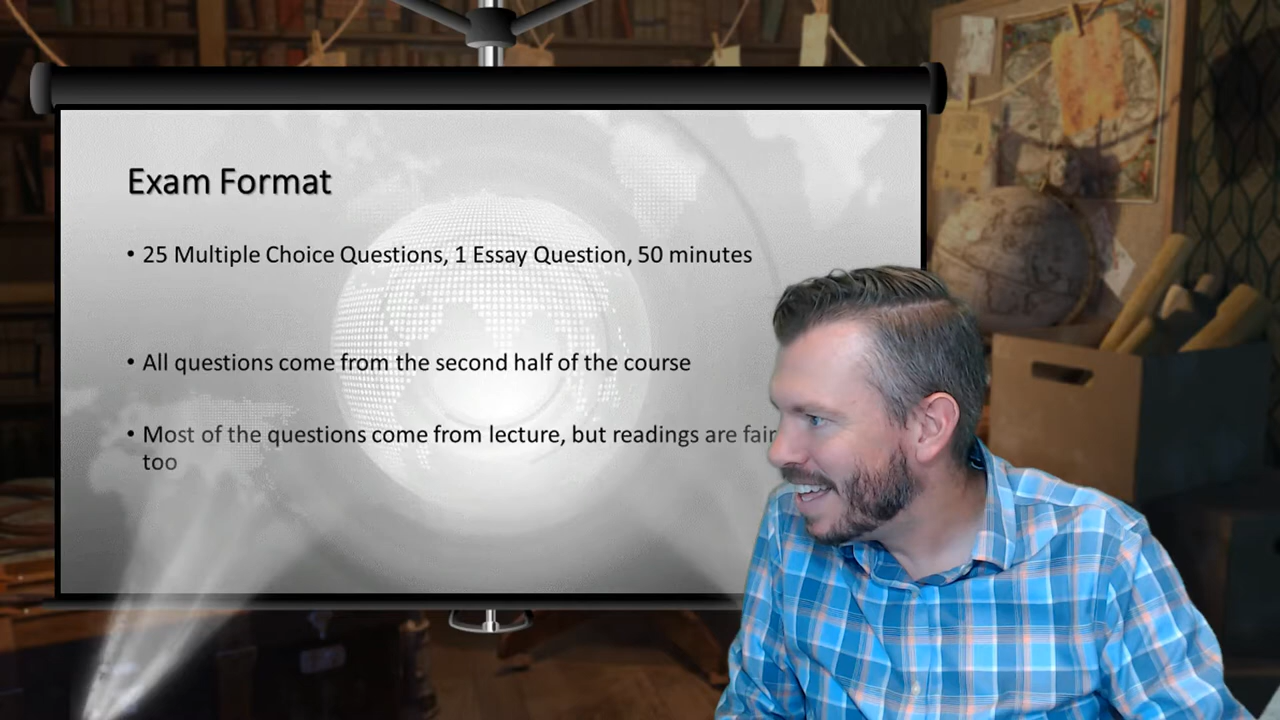 Exam Format
• 25 Multiple Choice Questions, 1 Essay Question, 50 minutes
• All questions come from the second half of the course
• Most of the questions come from lecture, but readings are fair
too